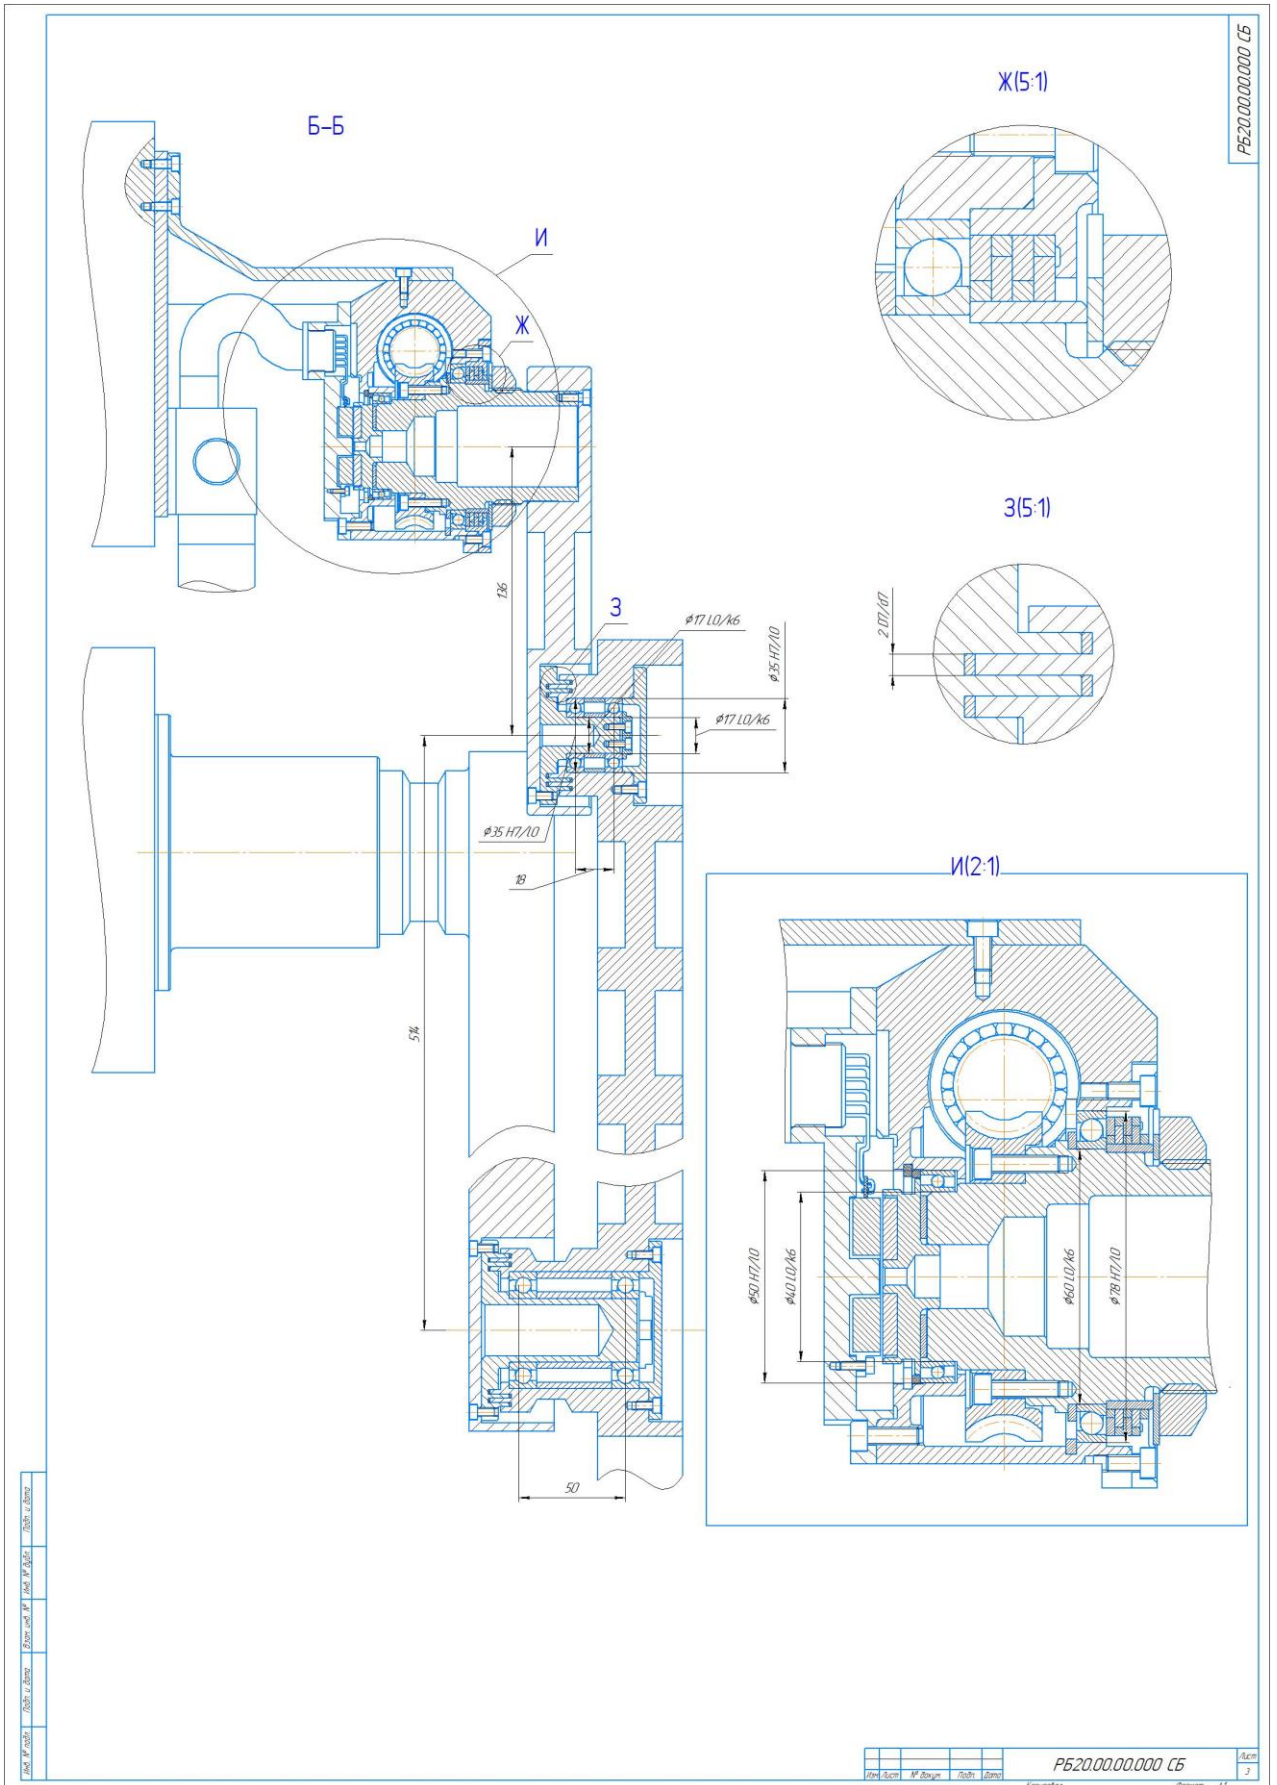 РБ20.00.00.000 СБ
Ж(5:1)
Б-Б
И
Ж
З(5:1)
136
З
⌀17 L0/k6
2 D7/d7
⌀35 H7/l0
⌀17 L0/k6
⌀35 H7/l0
18
И(2:1)
514
⌀50 H7/l0
⌀40 L0/k6
⌀60 L0/k6
⌀78 H7/l0
50
Подп. и дата
Инв. № дубл.
Взам. инв. №
Подп. и дата
Инв. № подл.
Изм. Лист № докум. Подп. Дата
РБ20.00.00.000 СБ
Лист
3